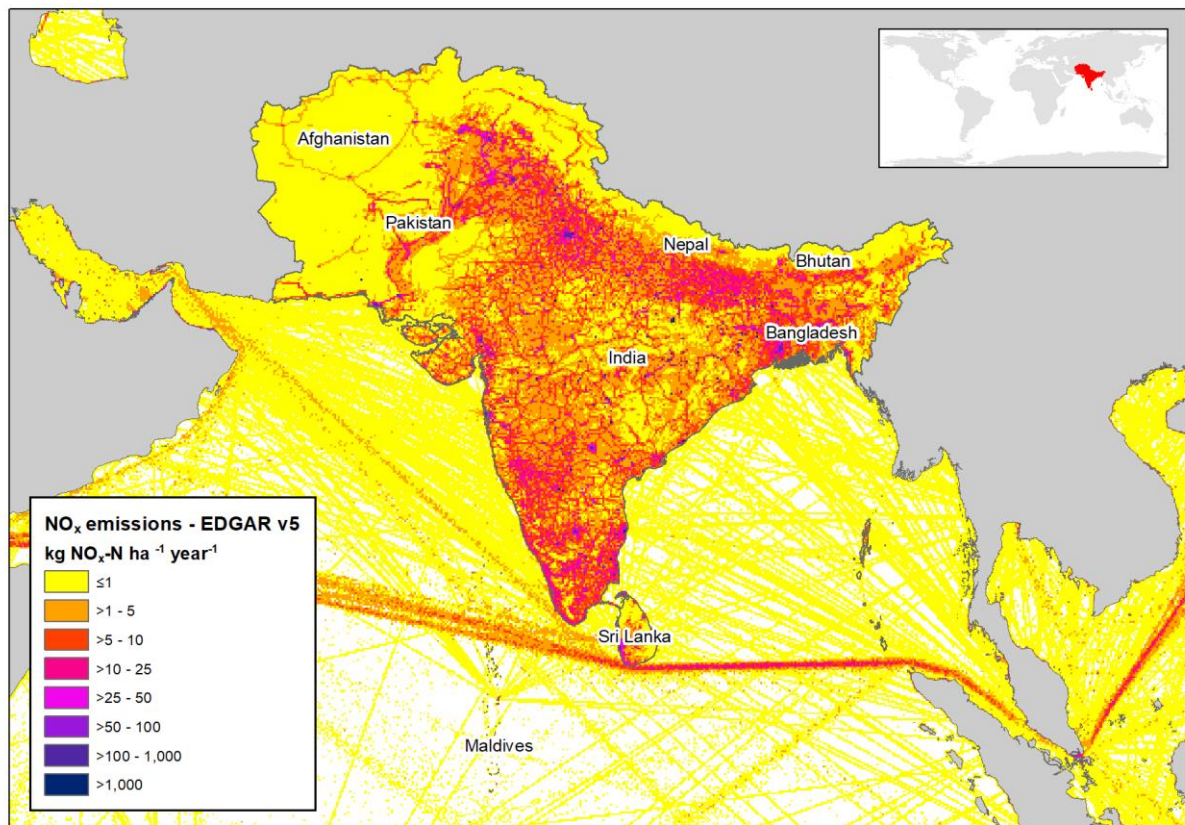 Afghanistan
Pakistan
Nepal
Bhutan
Bangladesh
India
Sri Lanka
Maldives
NOₓ emissions - EDGAR v5
kg NOₓ-N ha ⁻¹ year⁻¹
≤1
>1 - 5
>5 - 10
>10 - 25
>25 - 50
>50 - 100
>100 - 1,000
>1,000